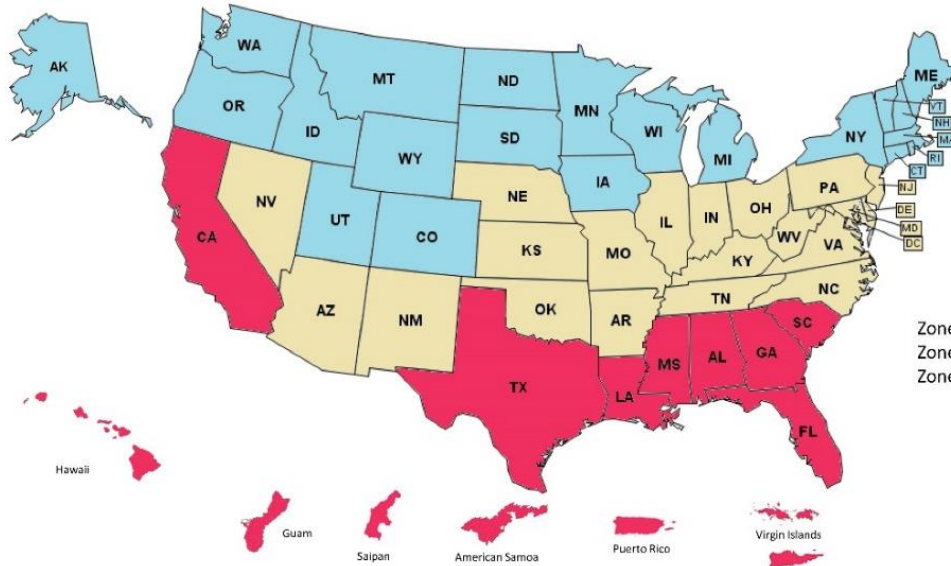 AK
WA
MT
ND
MN
ME
VT
NH
OR
ID
SD
WI
NY
RI
WY
MI
CT
IA
NE
PA
NJ
NV
UT
CO
IL
IN
OH
DE
MD
DC
CA
KS
MO
WV
VA
KY
NC
TN
AZ
NM
OK
AR
SC
MS
AL
GA
TX
LA
FL
Zone
Zone
Zone
Hawaii
Guam
Saipan
American Samoa
Puerto Rico
Virgin Islands